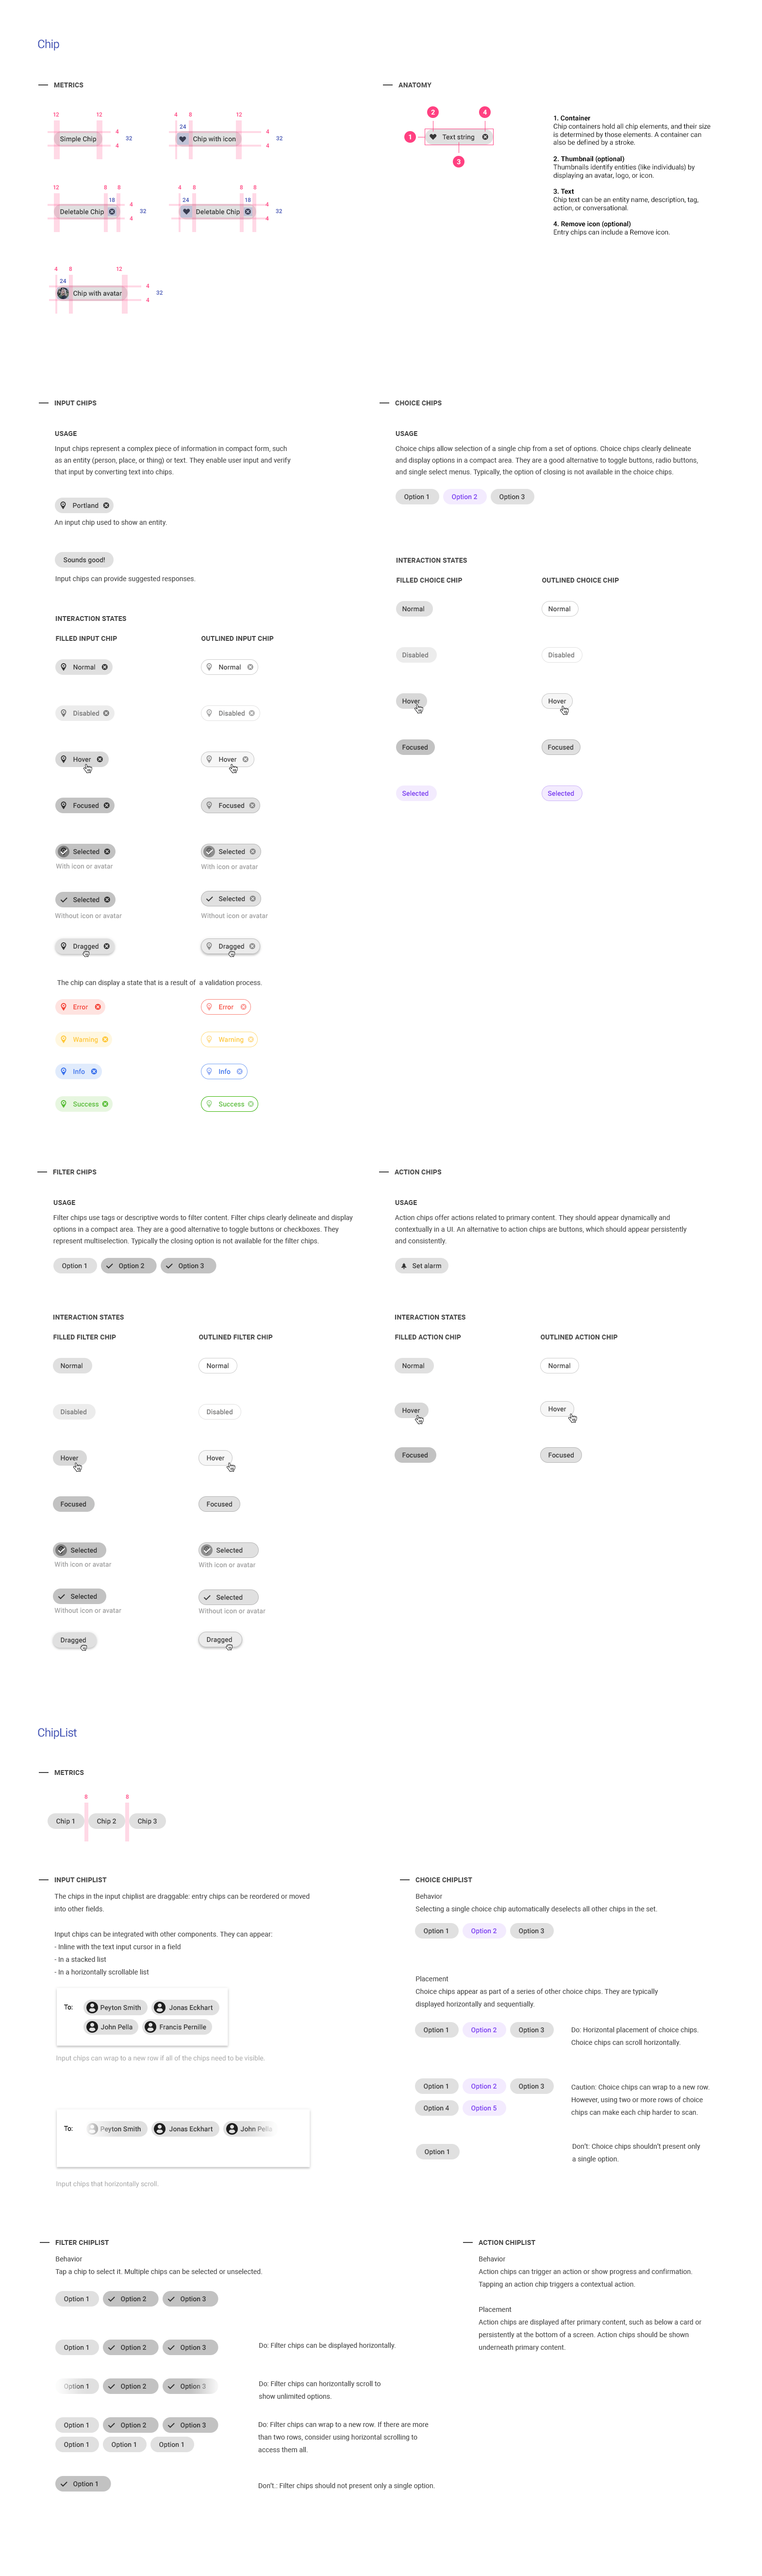 Chip
METRICS
12 12
4
Simple Chip 32
4
4 8 12
24
4
Chip with icon 32
4
12 8 8
18
4
Deletable Chip 32
4
4 8 8 8
24 18
4
Deletable Chip 32
4
4 8 12
24
4
Chip with avatar 32
4
ANATOMY
2 4
1 Text string
3
1. Container
Chip containers hold all chip elements, and their size
is determined by those elements. A container can
also be defined by a stroke.
2. Thumbnail (optional)
Thumbnails identify entities (like individuals) by
displaying an avatar, logo, or icon.
3. Text
Chip text can be an entity name, description, tag,
action, or conversational.
4. Remove icon (optional)
Entry chips can include a Remove icon.
INPUT CHIPS
USAGE
Input chips represent a complex piece of information in compact form, such
as an entity (person, place, or thing) or text. They enable user input and verify
that input by converting text into chips.
Portland
An input chip used to show an entity.
Sounds good!
Input chips can provide suggested responses.
INTERACTION STATES
FILLED INPUT CHIP OUTLINED INPUT CHIP
Normal Normal
Disabled Disabled
Hover Hover
Focused Focused
Selected Selected
With icon or avatar With icon or avatar
Selected Selected
Without icon or avatar Without icon or avatar
Dragged Dragged
The chip can display a state that is a result of a validation process.
Error Error
Warning Warning
Info Info
Success Success
CHOICE CHIPS
USAGE
Choice chips allow selection of a single chip from a set of options. Choice chips clearly delineate
and display options in a compact area. They are a good alternative to toggle buttons, radio buttons,
and single select menus. Typically, the option of closing is not available in the choice chips.
Option 1 Option 2 Option 3
INTERACTION STATES
FILLED CHOICE CHIP OUTLINED CHOICE CHIP
Normal Normal
Disabled Disabled
Hover Hover
Focused Focused
Selected Selected
FILTER CHIPS
USAGE
Filter chips use tags or descriptive words to filter content. Filter chips clearly delineate and display
options in a compact area. They are a good alternative to toggle buttons or checkboxes. They
represent multiselection. Typically the closing option is not available for the filter chips.
Option 1 Option 2 Option 3
INTERACTION STATES
FILLED FILTER CHIP OUTLINED FILTER CHIP
Normal Normal
Disabled Disabled
Hover Hover
Focused Focused
Selected Selected
With icon or avatar With icon or avatar
Selected Selected
Without icon or avatar Without icon or avatar
Dragged Dragged
ACTION CHIPS
USAGE
Action chips offer actions related to primary content. They should appear dynamically and
contextually in a UI. An alternative to action chips are buttons, which should appear persistently
and consistently.
Set alarm
INTERACTION STATES
FILLED ACTION CHIP OUTLINED ACTION CHIP
Normal Normal
Hover Hover
Focused Focused
ChipList
METRICS
8 8
Chip 1 Chip 2 Chip 3
INPUT CHIPLIST
The chips in the input chiplist are draggable: entry chips can be reordered or moved
into other fields.
Input chips can be integrated with other components. They can appear:
- Inline with the text input cursor in a field
- In a stacked list
- In a horizontally scrollable list
To: Peyton Smith Jonas Eckhart
John Pella Francis Pernille
Input chips can wrap to a new row if all of the chips need to be visible.
To: Peyton Smith Jonas Eckhart John Pella
Input chips that horizontally scroll.
CHOICE CHIPLIST
Behavior
Selecting a single choice chip automatically deselects all other chips in the set.
Option 1 Option 2 Option 3
Placement
Choice chips appear as part of a series of other choice chips. They are typically
displayed horizontally and sequentially.
Option 1 Option 2 Option 3
Do: Horizontal placement of choice chips.
Choice chips can scroll horizontally.
Option 1 Option 2 Option 3
Option 4 Option 5
Caution: Choice chips can wrap to a new row.
However, using two or more rows of choice
chips can make each chip harder to scan.
Option 1
Don't: Choice chips shouldn't present only
a single option.
FILTER CHIPLIST
Behavior
Tap a chip to select it. Multiple chips can be selected or unselected.
Option 1 Option 2 Option 3
Option 1 Option 2 Option 3
Do: Filter chips can be displayed horizontally.
Option 1 Option 2 Option 3
Do: Filter chips can horizontally scroll to
show unlimited options.
Option 1 Option 2 Option 3
Option 1 Option 1 Option 1
Do: Filter chips can wrap to a new row. If there are more
than two rows, consider using horizontal scrolling to
access them all.
Option 1
Don't.: Filter chips should not present only a single option.
ACTION CHIPLIST
Behavior
Action chips can trigger an action or show progress and confirmation.
Tapping an action chip triggers a contextual action.
Placement
Action chips are displayed after primary content, such as below a card or
persistently at the bottom of a screen. Action chips should be shown
underneath primary content.